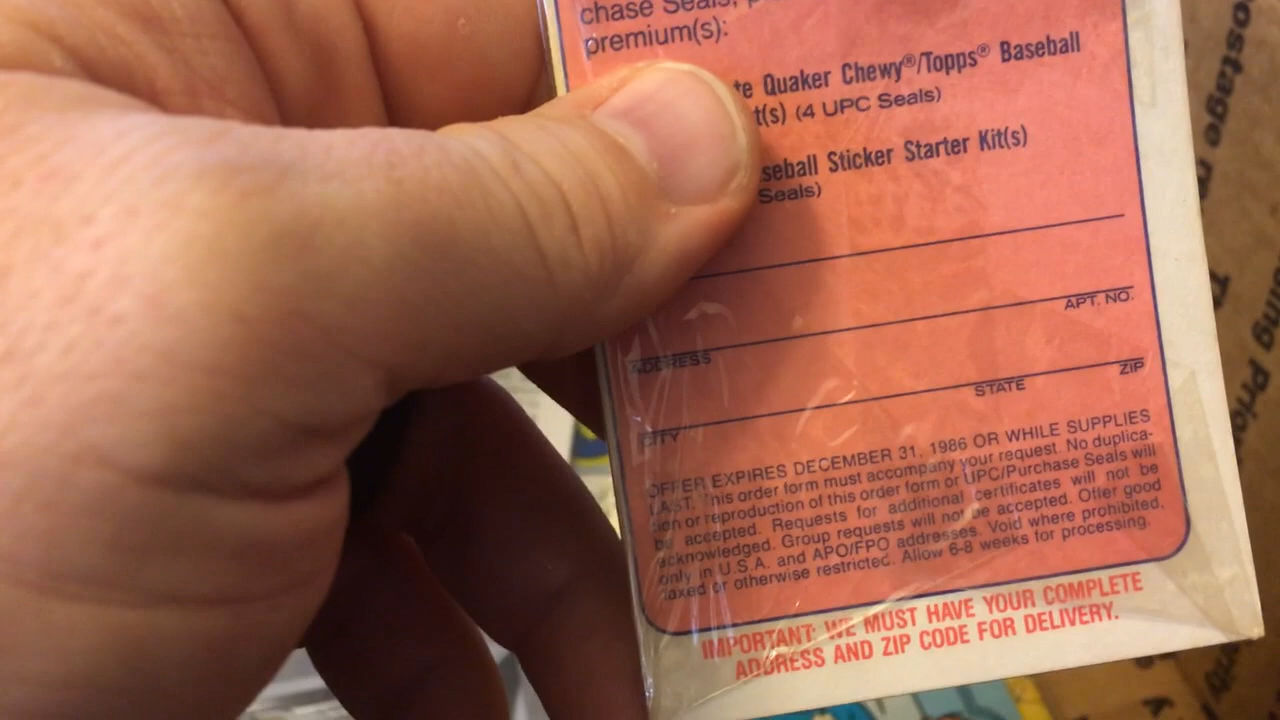 chase Seals,
premium(s):
te Quaker Chewy®/Topps® Baseball
t(s) (4 UPC Seals)
seball Sticker Starter Kit(s)
Seals)
APT. NO.
ADDRESS
STATE ZIP
CITY
OFFER EXPIRES DECEMBER 31, 1986 OR WHILE SUPPLIES
LAST. This order form must accompany your request. No duplica-
tion or reproduction of this order form or UPC/Purchase Seals will
be accepted. Requests for additional certificates will not be
acknowledged. Group requests will not be accepted. Offer good
only in U.S.A. and APO/FPO addresses. Void where prohibited,
taxed or otherwise restricted. Allow 6-8 weeks for processing.
IMPORTANT: WE MUST HAVE YOUR COMPLETE
ADDRESS AND ZIP CODE FOR DELIVERY.
ostage